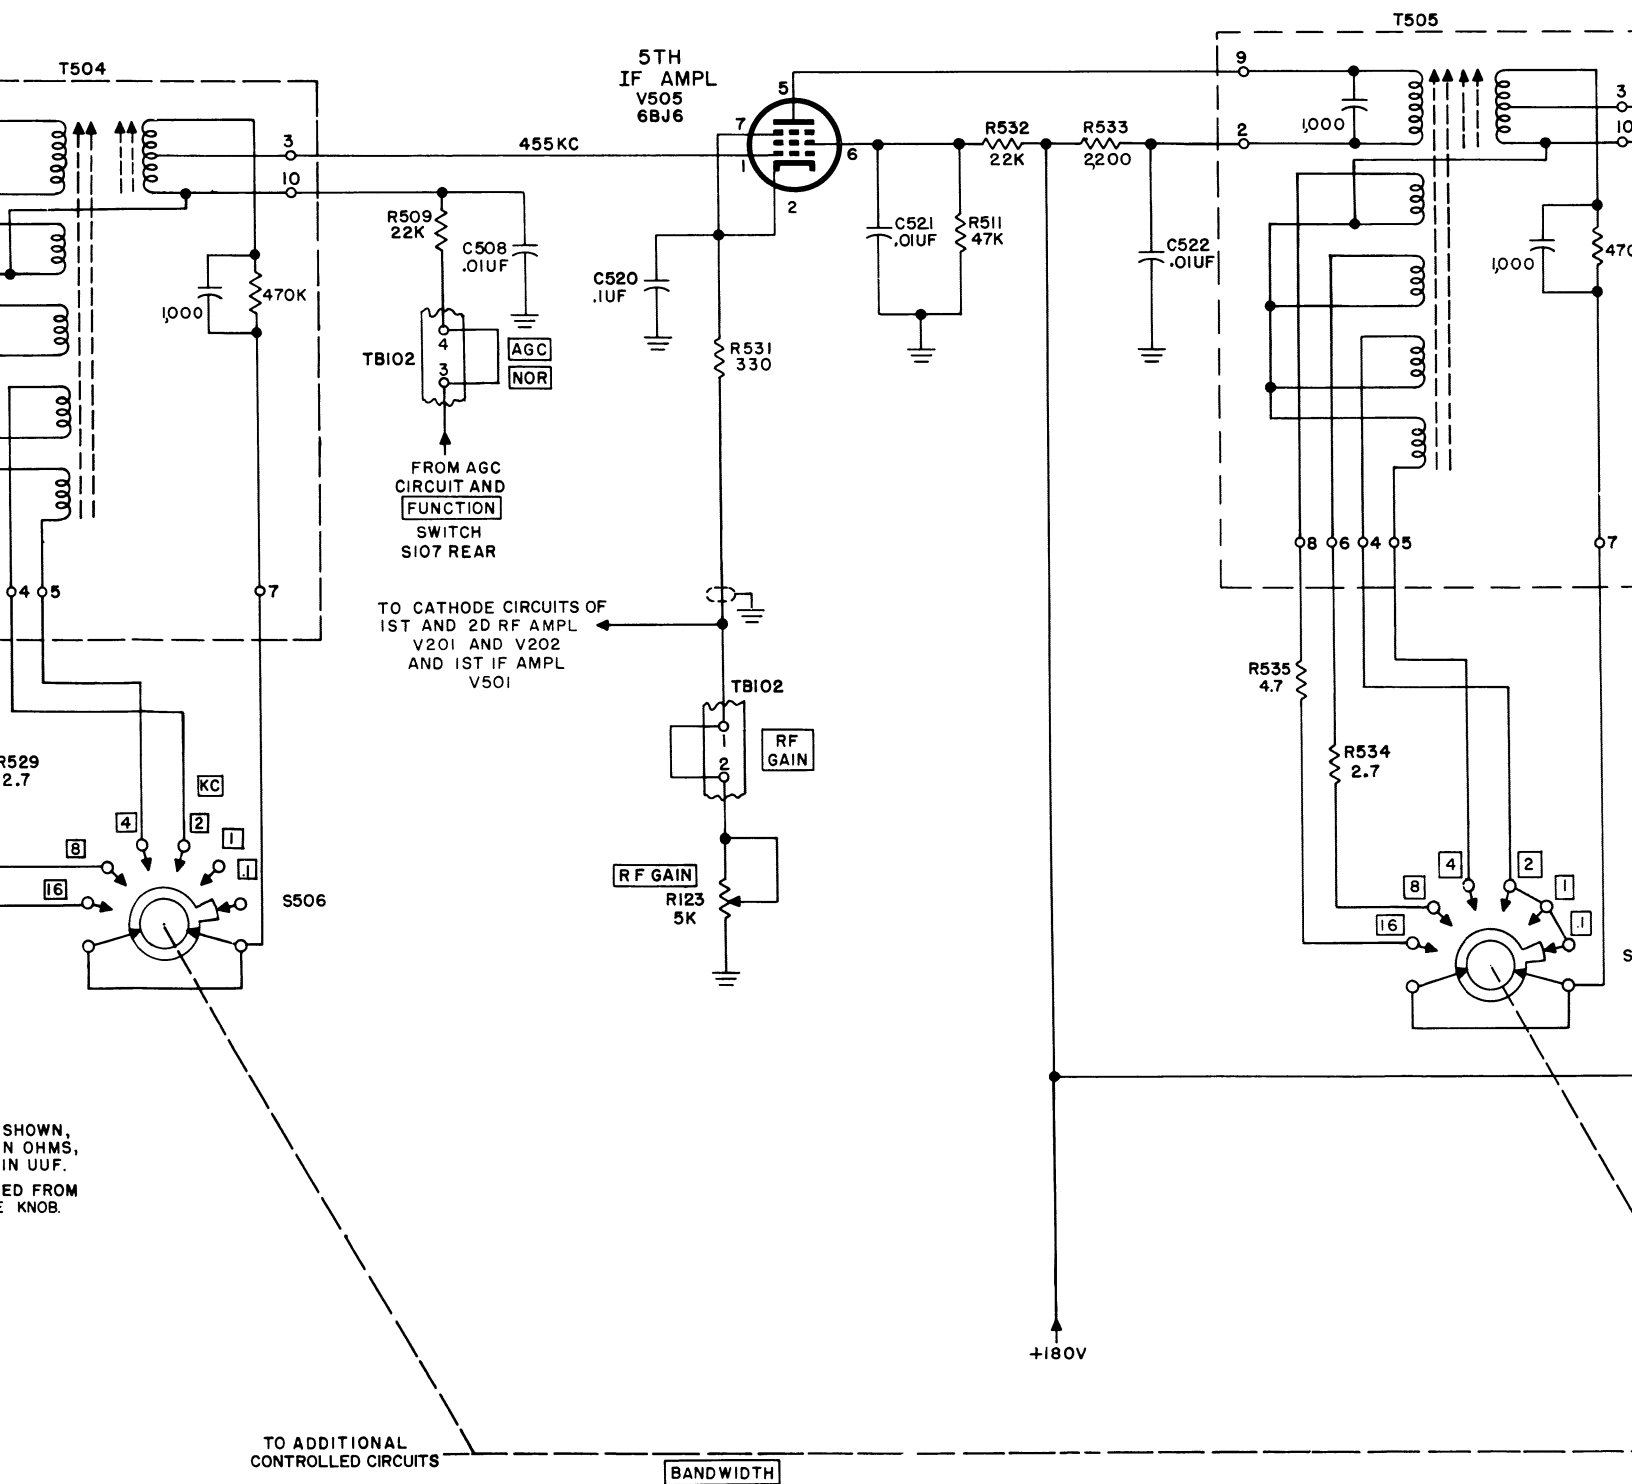 T505
T504
5TH
IF AMPL
V505
6BJ6
5
9
7
1
6
2
455KC
3
10
R532
22K
R533
2,200
2
1,000
3
10
R509
22K
C508
.01UF
C520
.1UF
C521
.01UF
R511
47K
C522
.01UF
1,000
470K
1,000
470
TB102
4
3
AGC
NOR
R531
330
FROM AGC
CIRCUIT AND
FUNCTION
SWITCH
S107 REAR
8
6
4
5
7
4
5
7
TO CATHODE CIRCUITS OF
1ST AND 2D RF AMPL
V201 AND V202
AND 1ST IF AMPL
V501
TB102
1
2
RF
GAIN
R535
4.7
R534
2.7
R529
2.7
KC
4
2
1
.1
8
16
S506
RF GAIN
R123
5K
4
2
1
.1
8
16
S
SHOWN,
N OHMS,
IN UUF.
ED FROM
E KNOB.
+180V
TO ADDITIONAL
CONTROLLED CIRCUITS
BANDWIDTH